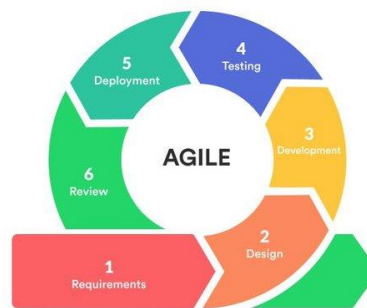 5
Deployment
4
Testing
3
Development
AGILE
6
Review
2
Design
1
Requirements